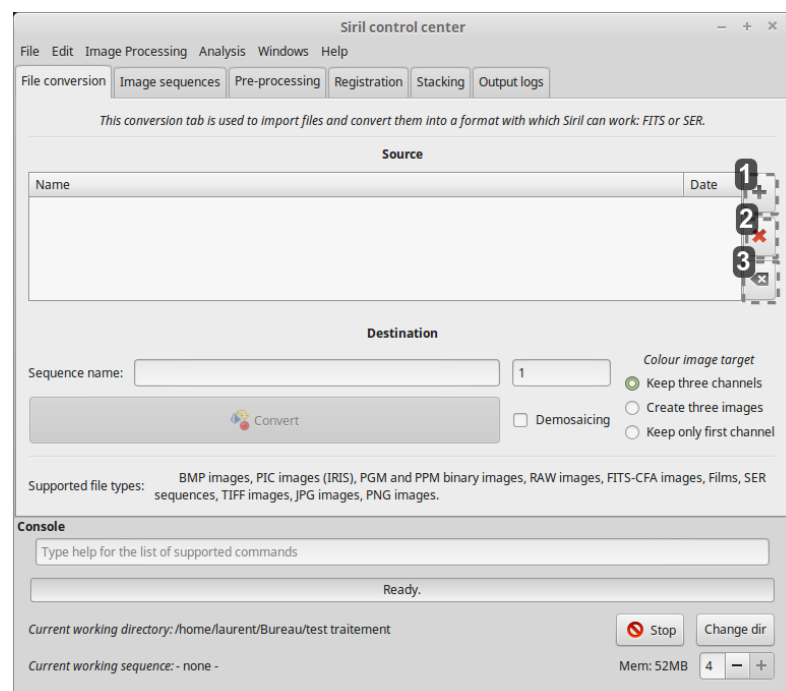 Siril control center
File Edit Image Processing Analysis Windows Help
File conversion Image sequences Pre-processing Registration Stacking Output logs
This conversion tab is used to import files and convert them into a format with which Siril can work: FITS or SER.
Source
Name Date
1
2
3
Destination
Colour image target
Sequence name: 1 Keep three channels
Convert Demosaicing Create three images
Keep only first channel
Supported file types: BMP images, PIC images (IRIS), PGM and PPM binary images, RAW images, FITS-CFA images, Films, SER
sequences, TIFF images, JPG images, PNG images.
Console
Type help for the list of supported commands
Ready.
Current working directory: /home/laurent/Bureau/test traitement Stop Change dir
Current working sequence: - none - Mem: 52MB 4 − +